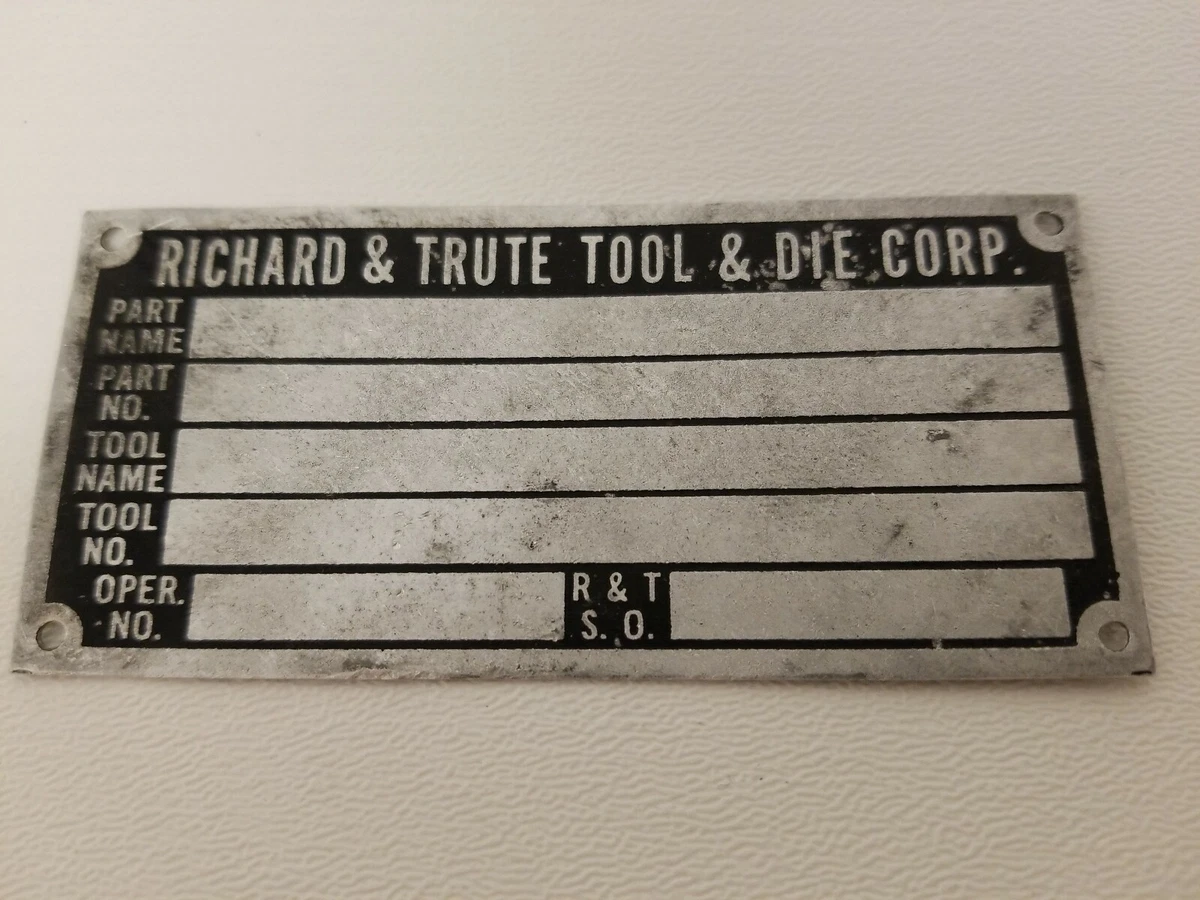 RICHARD & TRUTE TOOL & DIE CORP.
PART
NAME
PART
NO.
TOOL
NAME
TOOL
NO.
OPER.
NO.
R & T
S. O.